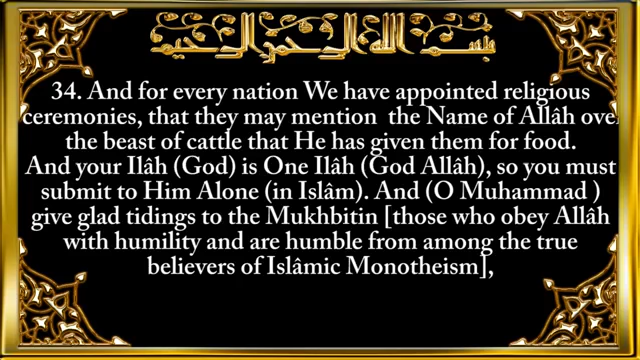 بسم الله الرحمن الرحيم
34. And for every nation We have appointed religious
ceremonies, that they may mention the Name of Allâh over
the beast of cattle that He has given them for food.
And your Ilâh (God) is One Ilâh (God Allâh), so you must
submit to Him Alone (in Islâm). And (O Muhammad )
give glad tidings to the Mukhbitin [those who obey Allâh
with humility and are humble from among the true
believers of Islâmic Monotheism],